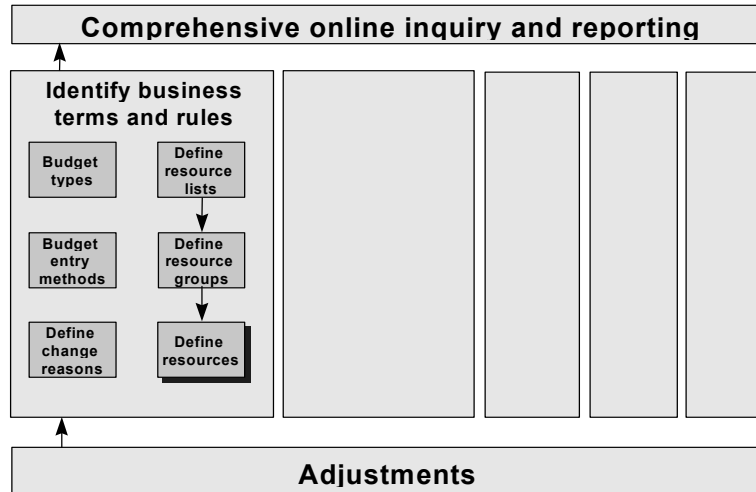 Comprehensive online inquiry and reporting
Identify business
terms and rules
Budget
types
Define
resource
lists
Budget
entry
methods
Define
resource
groups
Define
change
reasons
Define
resources
Adjustments